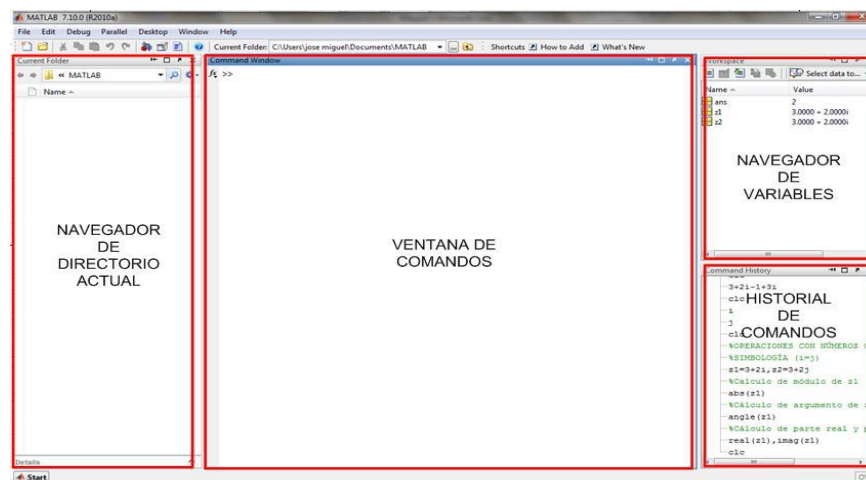 MATLAB 7.10.0 (R2010a)
File Edit Debug Parallel Desktop Window Help
Current Folder: C:\Users\jose miguel\Documents\MATLAB Shortcuts How to Add What's New
Current Folder
« MATLAB
Name
NAVEGADOR
DE
DIRECTORIO
ACTUAL
Details
Start
Command Window
fx >>
VENTANA DE
COMANDOS
Workspace
Select data to...
Name Value
ans 2
z1 3.0000 + 2.0000i
z2 3.0000 + 2.0000i
NAVEGADOR
DE
VARIABLES
Command History
3+2i-1+3i
clc
i
j
clc
HISTORIAL
DE
COMANDOS
%OPERACIONES CON NÚMEROS
%SIMBOLOGÍA (i=j)
z1=3+2i,z2=3+2j
%Calculo de módulo de z1
abs(z1)
%Cálculo de argumento de
angle(z1)
%Cálculo de parte real y
real(z1),imag(z1)
clc